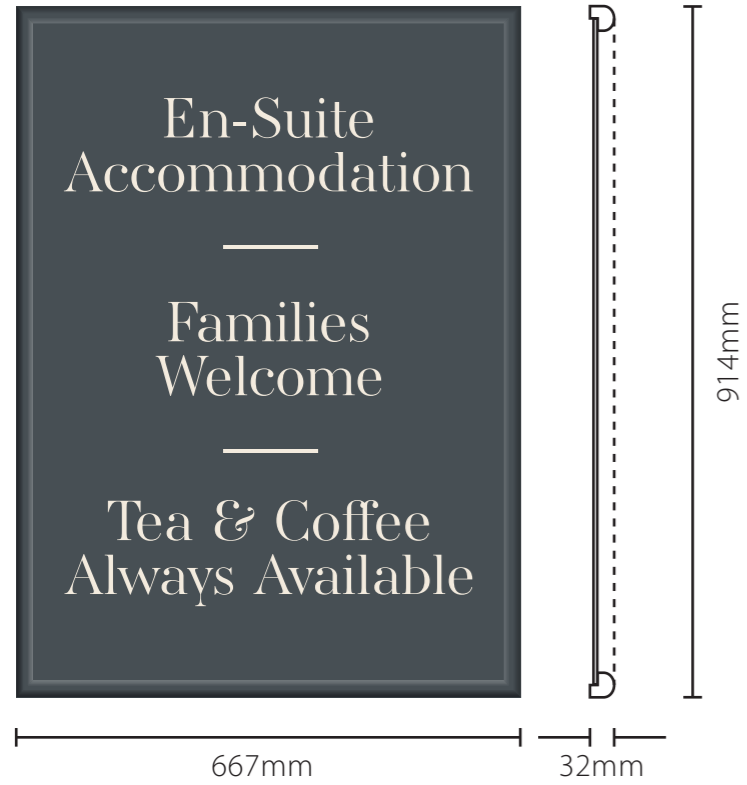 En-Suite
Accommodation
Families
Welcome
Tea & Coffee
Always Available
914mm
667mm
32mm